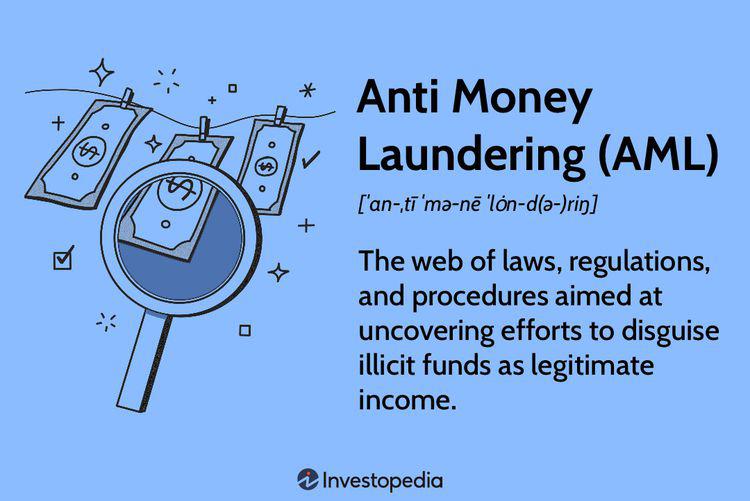 Anti Money
Laundering (AML)
[ˈan-ˌtī ˈmə-nē ˈlȯn-d(ə-)riŋ]
The web of laws, regulations,
and procedures aimed at
uncovering efforts to disguise
illicit funds as legitimate
income.
$
$
$
Investopedia